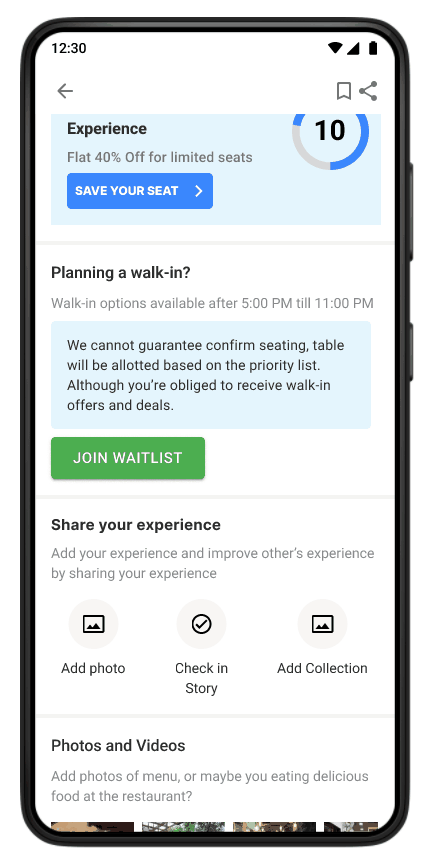 12:30
Experience
10
Flat 40% Off for limited seats
SAVE YOUR SEAT
Planning a walk-in?
Walk-in options available after 5:00 PM till 11:00 PM
We cannot guarantee confirm seating, table
will be allotted based on the priority list.
Although you’re obliged to receive walk-in
offers and deals.
JOIN WAITLIST
Share your experience
Add your experience and improve other’s experience
by sharing your experience
Add photo
Check in
Story
Add Collection
Photos and Videos
Add photos of menu, or maybe you eating delicious
food at the restaurant?